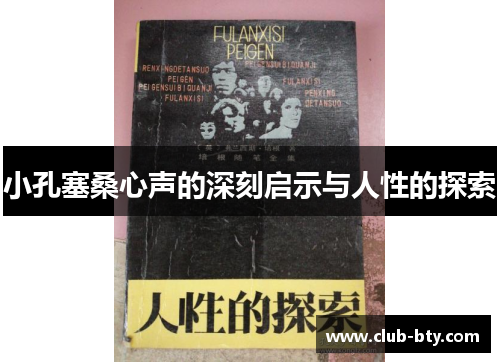 FULANXISI
PEIGEN
PEIGENSUIBIQUANJI
RENXINGDETANSUO
PEIGEN
PEIGENSUIBIQUANJI
FULANXISI
FULANXISI
RENXING
DETANSUO
培根随笔全集
小孔塞桑心声的深刻启示与人性的探索
人性的探索
www.club-bty.com